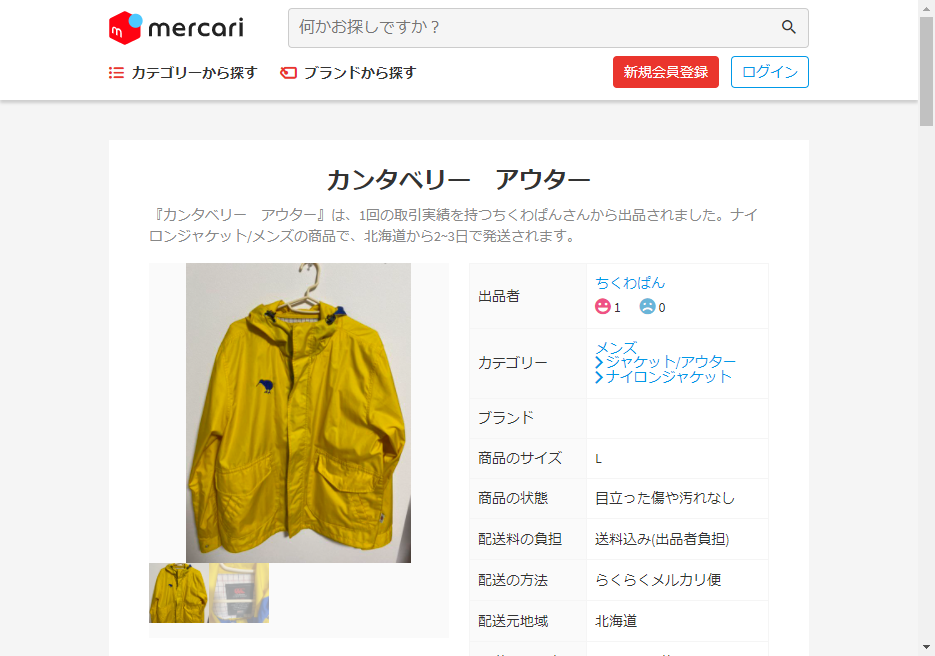 mercari
何かお探しですか？
カテゴリーから探す ブランドから探す
新規会員登録 ログイン
カンタベリー　アウター
『カンタベリー　アウター』は、1回の取引実績を持つちくわぱんさんから出品されました。ナイ
ロンジャケット/メンズの商品で、北海道から2~3日で発送されます。
出品者
ちくわぱん
1 0
カテゴリー
メンズ
ジャケット/アウター
ナイロンジャケット
ブランド
商品のサイズ L
商品の状態 目立った傷や汚れなし
配送料の負担 送料込み(出品者負担)
配送の方法 らくらくメルカリ便
配送元地域 北海道